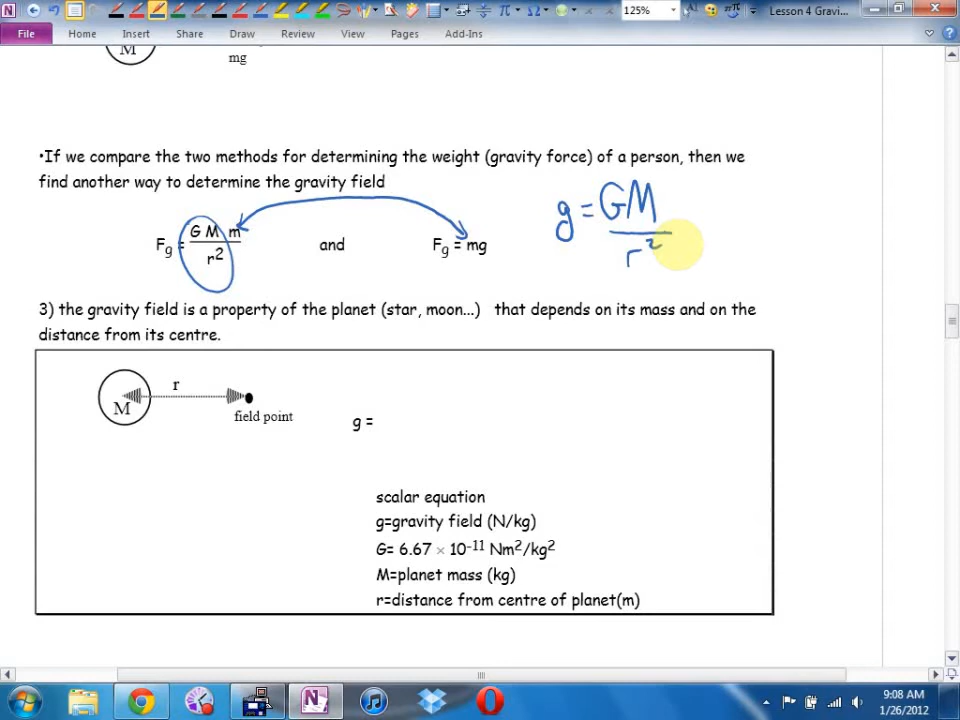 125%
Lesson 4 Gravi...
File Home Insert Share Draw Review View Pages Add-Ins
M
mg
•If we compare the two methods for determining the weight (gravity force) of a person, then we
find another way to determine the gravity field
g = GM
r²
Fg = G M m
r² and Fg = mg
3) the gravity field is a property of the planet (star, moon...) that depends on its mass and on the
distance from its centre.
r
M
field point
g =
scalar equation
g=gravity field (N/kg)
G= 6.67 × 10-11 Nm2/kg2
M=planet mass (kg)
r=distance from centre of planet(m)
9:08 AM
1/26/2012